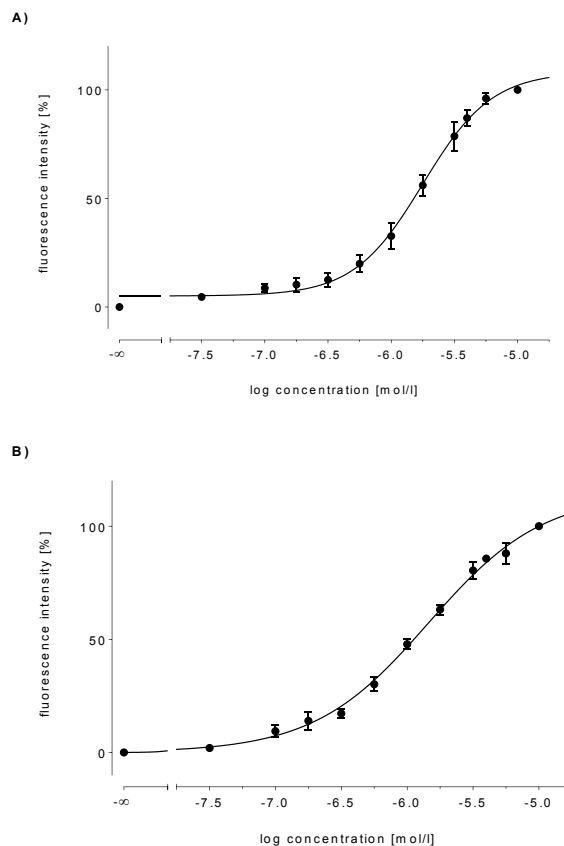 A)
fluorescence intensity [%]
100
50
0
-∞ -7.5 -7.0 -6.5 -6.0 -5.5 -5.0
log concentration [mol/l]
B)
fluorescence intensity [%]
100
50
0
-∞ -7.5 -7.0 -6.5 -6.0 -5.5 -5.0
log concentration [mol/l]